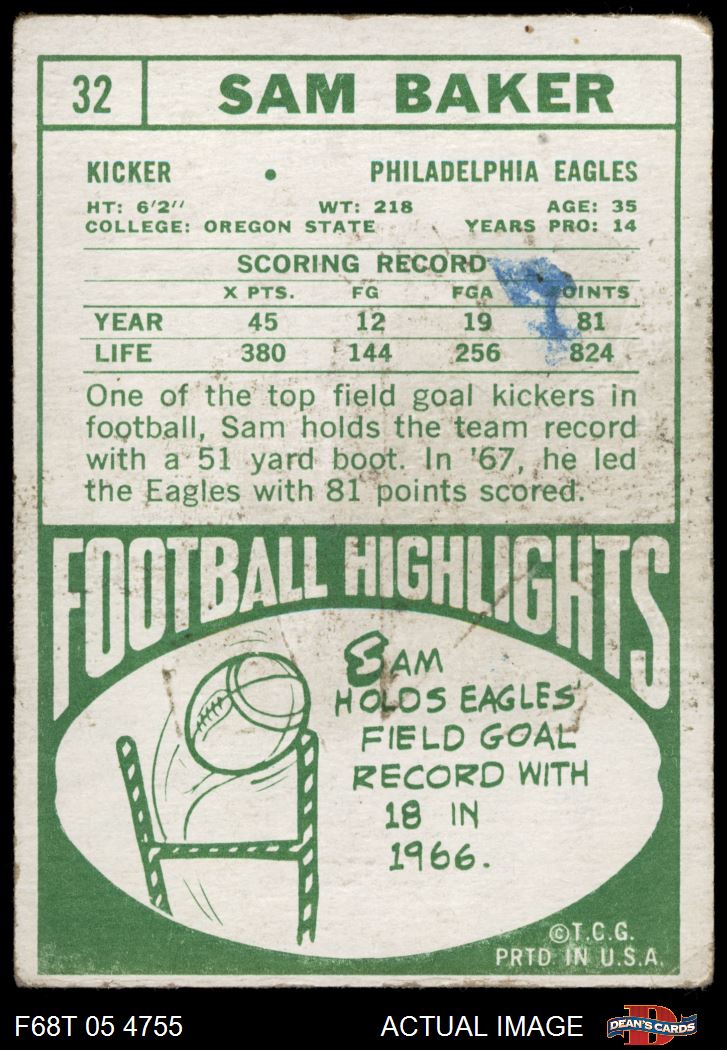 32 SAM BAKER
KICKER • PHILADELPHIA EAGLES
HT: 6'2" WT: 218 AGE: 35
COLLEGE: OREGON STATE YEARS PRO: 14
SCORING RECORD
X PTS. FG FGA POINTS
YEAR 45 12 19 81
LIFE 380 144 256 824
One of the top field goal kickers in
football, Sam holds the team record
with a 51 yard boot. In '67, he led
the Eagles with 81 points scored.
FOOTBALL HIGHLIGHTS
SAM
HOLDS EAGLES'
FIELD GOAL
RECORD WITH
18 IN
1966.
©T.C.G.
PRTD. IN U.S.A.
F68T 05 4755 ACTUAL IMAGE DEAN'S CARDS